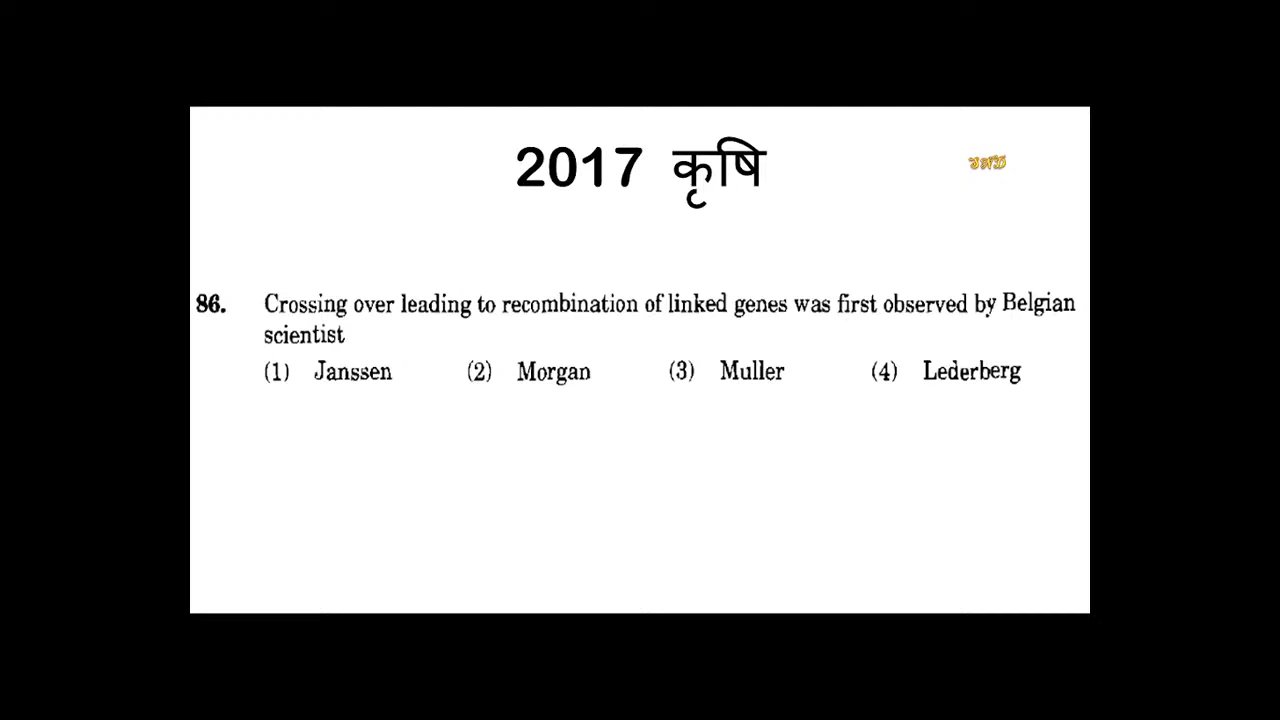 2017 कृषि
86. Crossing over leading to recombination of linked genes was first observed by Belgian
scientist
(1) Janssen (2) Morgan (3) Muller (4) Lederberg